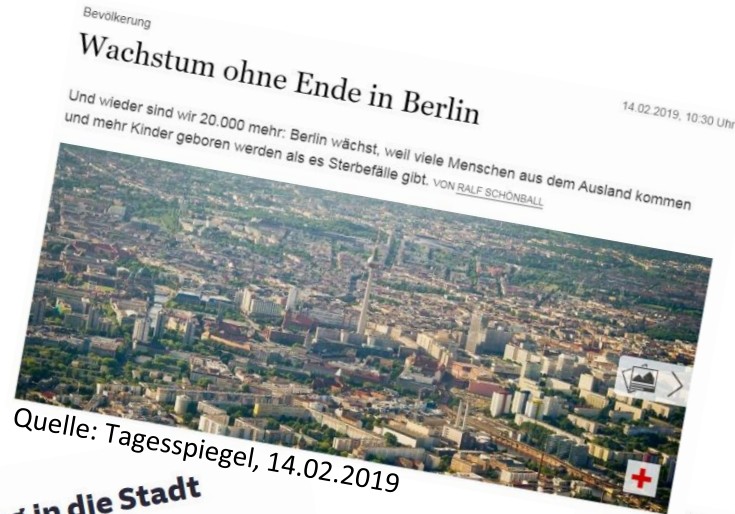 Bevölkerung
Wachstum ohne Ende in Berlin
14.02.2019, 10:30 Uhr
Und wieder sind wir 20.000 mehr: Berlin wächst, weil viele Menschen aus dem Ausland kommen
und mehr Kinder geboren werden als es Sterbefälle gibt. VON RALF SCHÖNBALL
Quelle: Tagesspiegel, 14.02.2019
in die Stadt